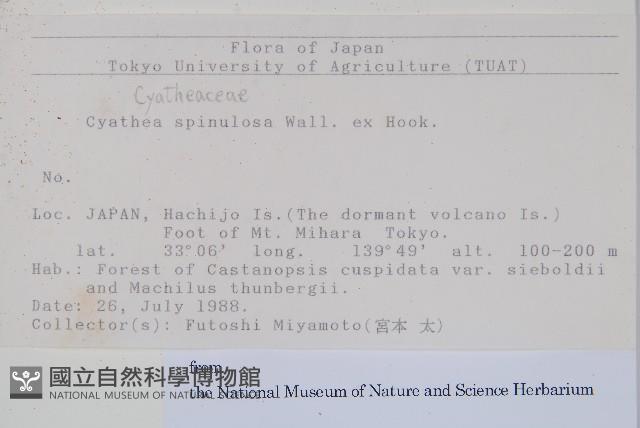 Flora of Japan
Tokyo University of Agriculture (TUAT)
Cyatheaceae
Cyathea spinulosa Wall. ex Hook.
No.
Loc. JAPAN, Hachijo Is.(The dormant volcano Is.)
Foot of Mt. Mihara Tokyo.
lat. 33°06' long. 139°49' alt. 100-200 m
Hab.: Forest of Castanopsis cuspidata var. sieboldii
and Machilus thunbergii.
Date: 26, July 1988.
Collector(s): Futoshi Miyamoto(宮本 太)
from
the National Museum of Nature and Science Herbarium
國立自然科學博物館
NATIONAL MUSEUM OF NATURAL SCIENCE